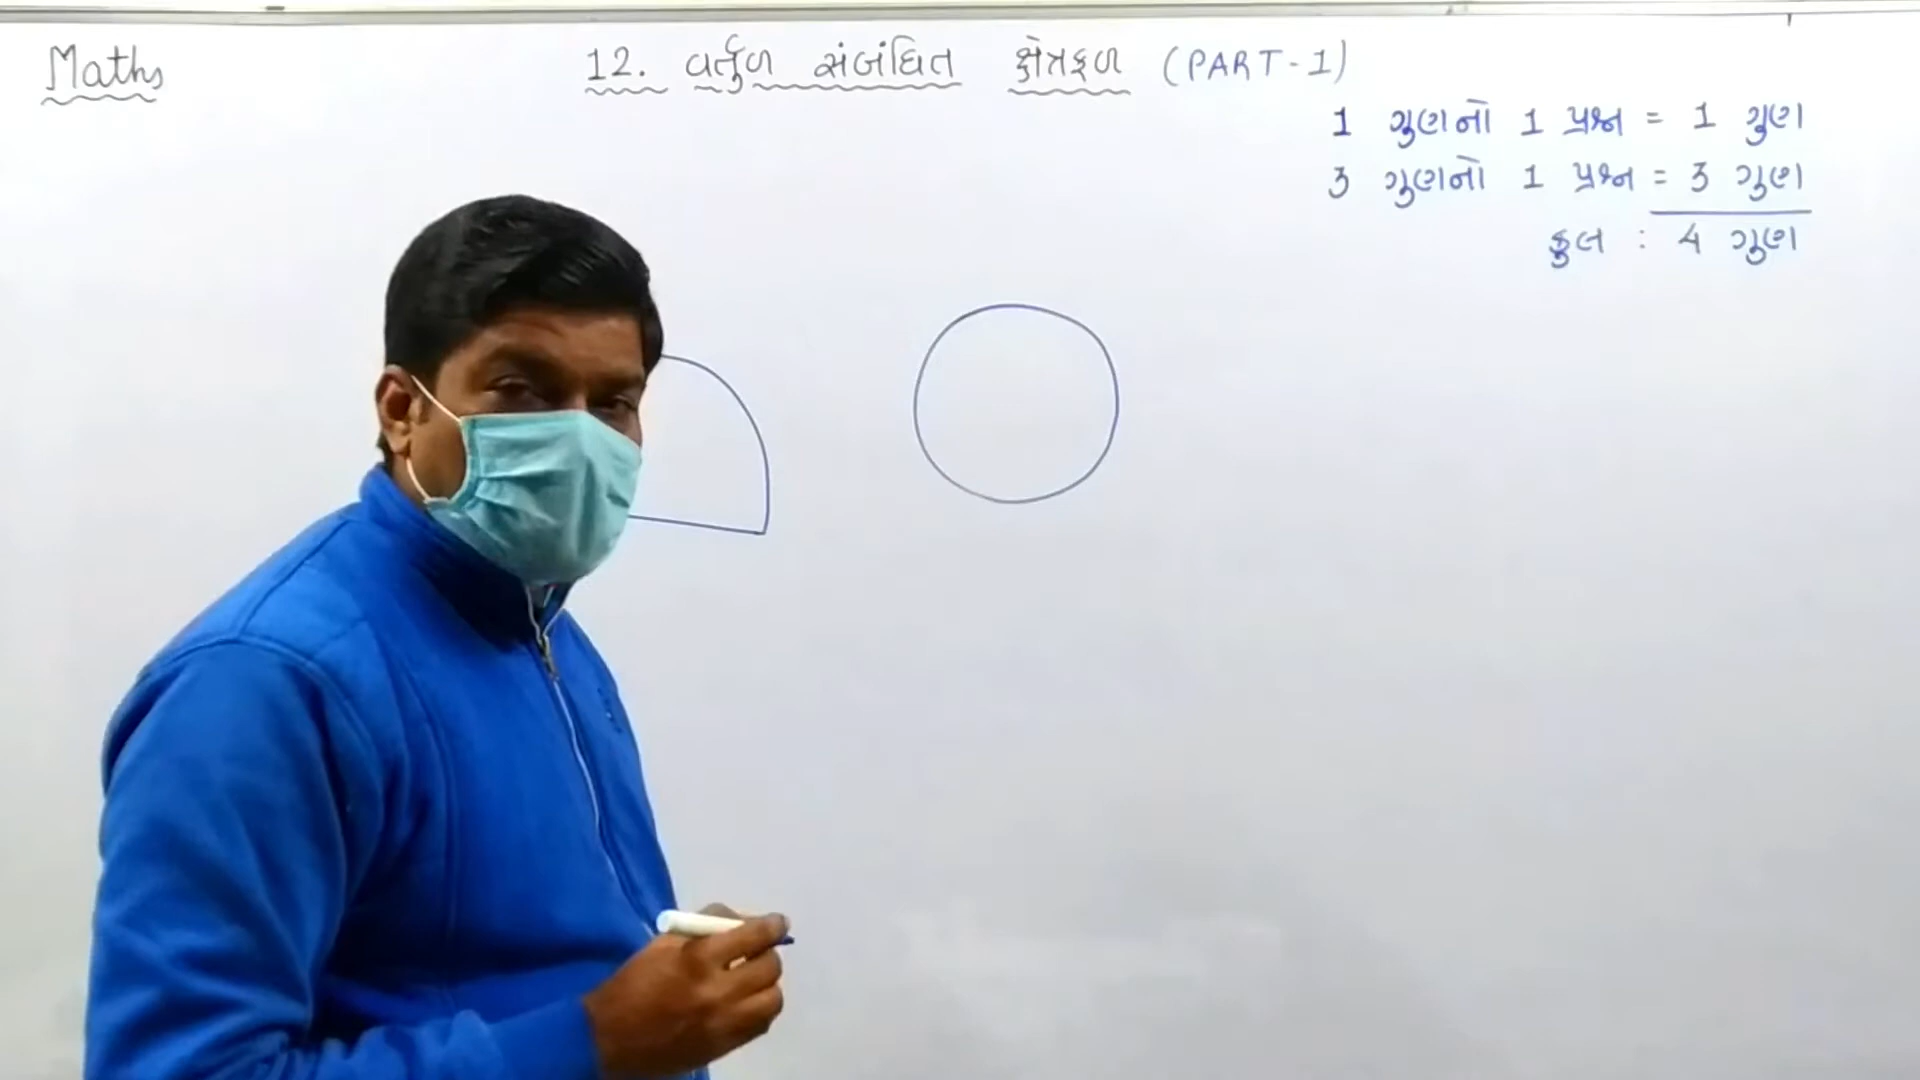 Maths
12. વર્તુળ સંબંધિત ક્ષેત્રફળ (PART-1)
1 ગુણનો 1 પ્રશ્ન = 1 ગુણ
3 ગુણનો 1 પ્રશ્ન = 3 ગુણ
કુલ : 4 ગુણ